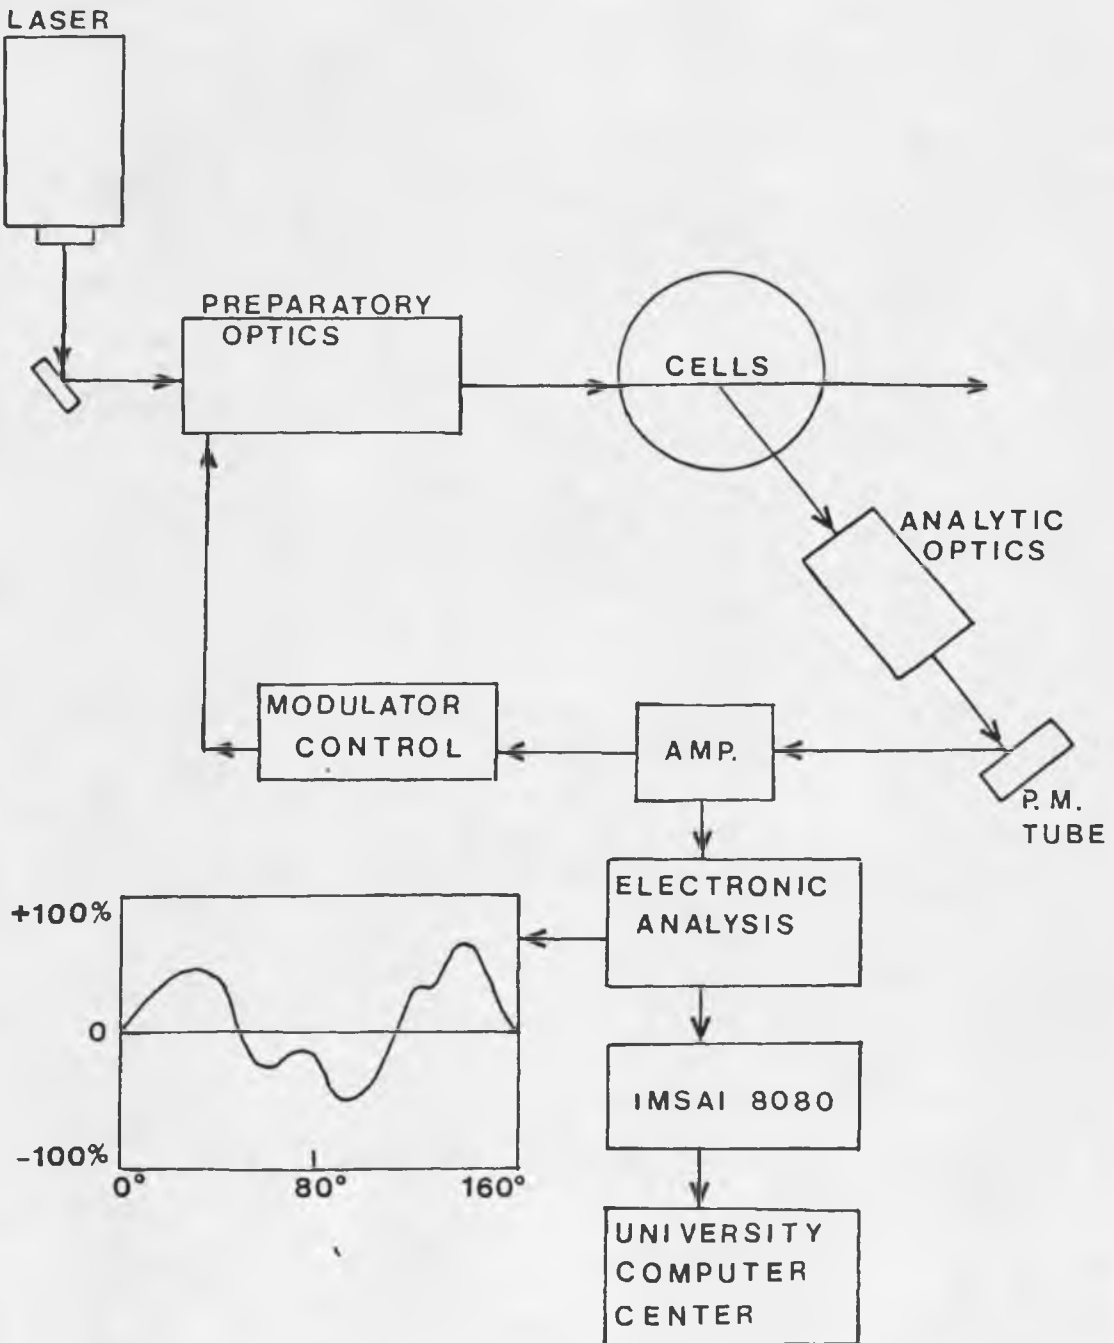 LASER
PREPARATORY
OPTICS
CELLS
ANALYTIC
OPTICS
MODULATOR
CONTROL
AMP.
P.M.
TUBE
ELECTRONIC
ANALYSIS
+100%
0
-100%
0°
80°
160°
IMSAI 8080
UNIVERSITY
COMPUTER
CENTER